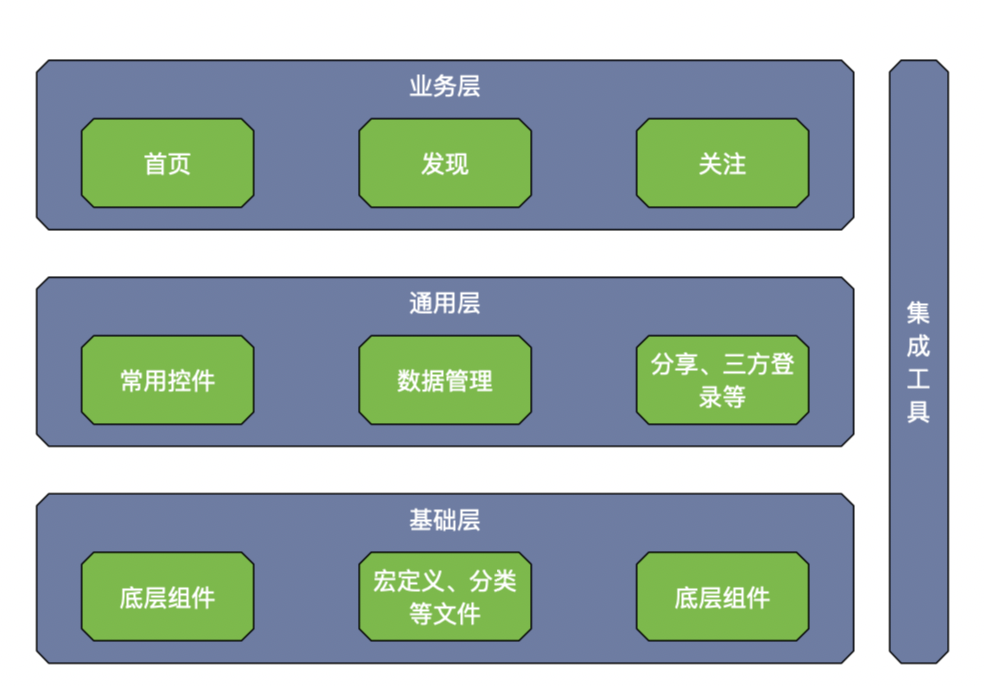 业务层
首页
发现
关注
通用层
常用控件
数据管理
分享、三方登
录等
基础层
底层组件
宏定义、分类
等文件
底层组件
集
成
工
具